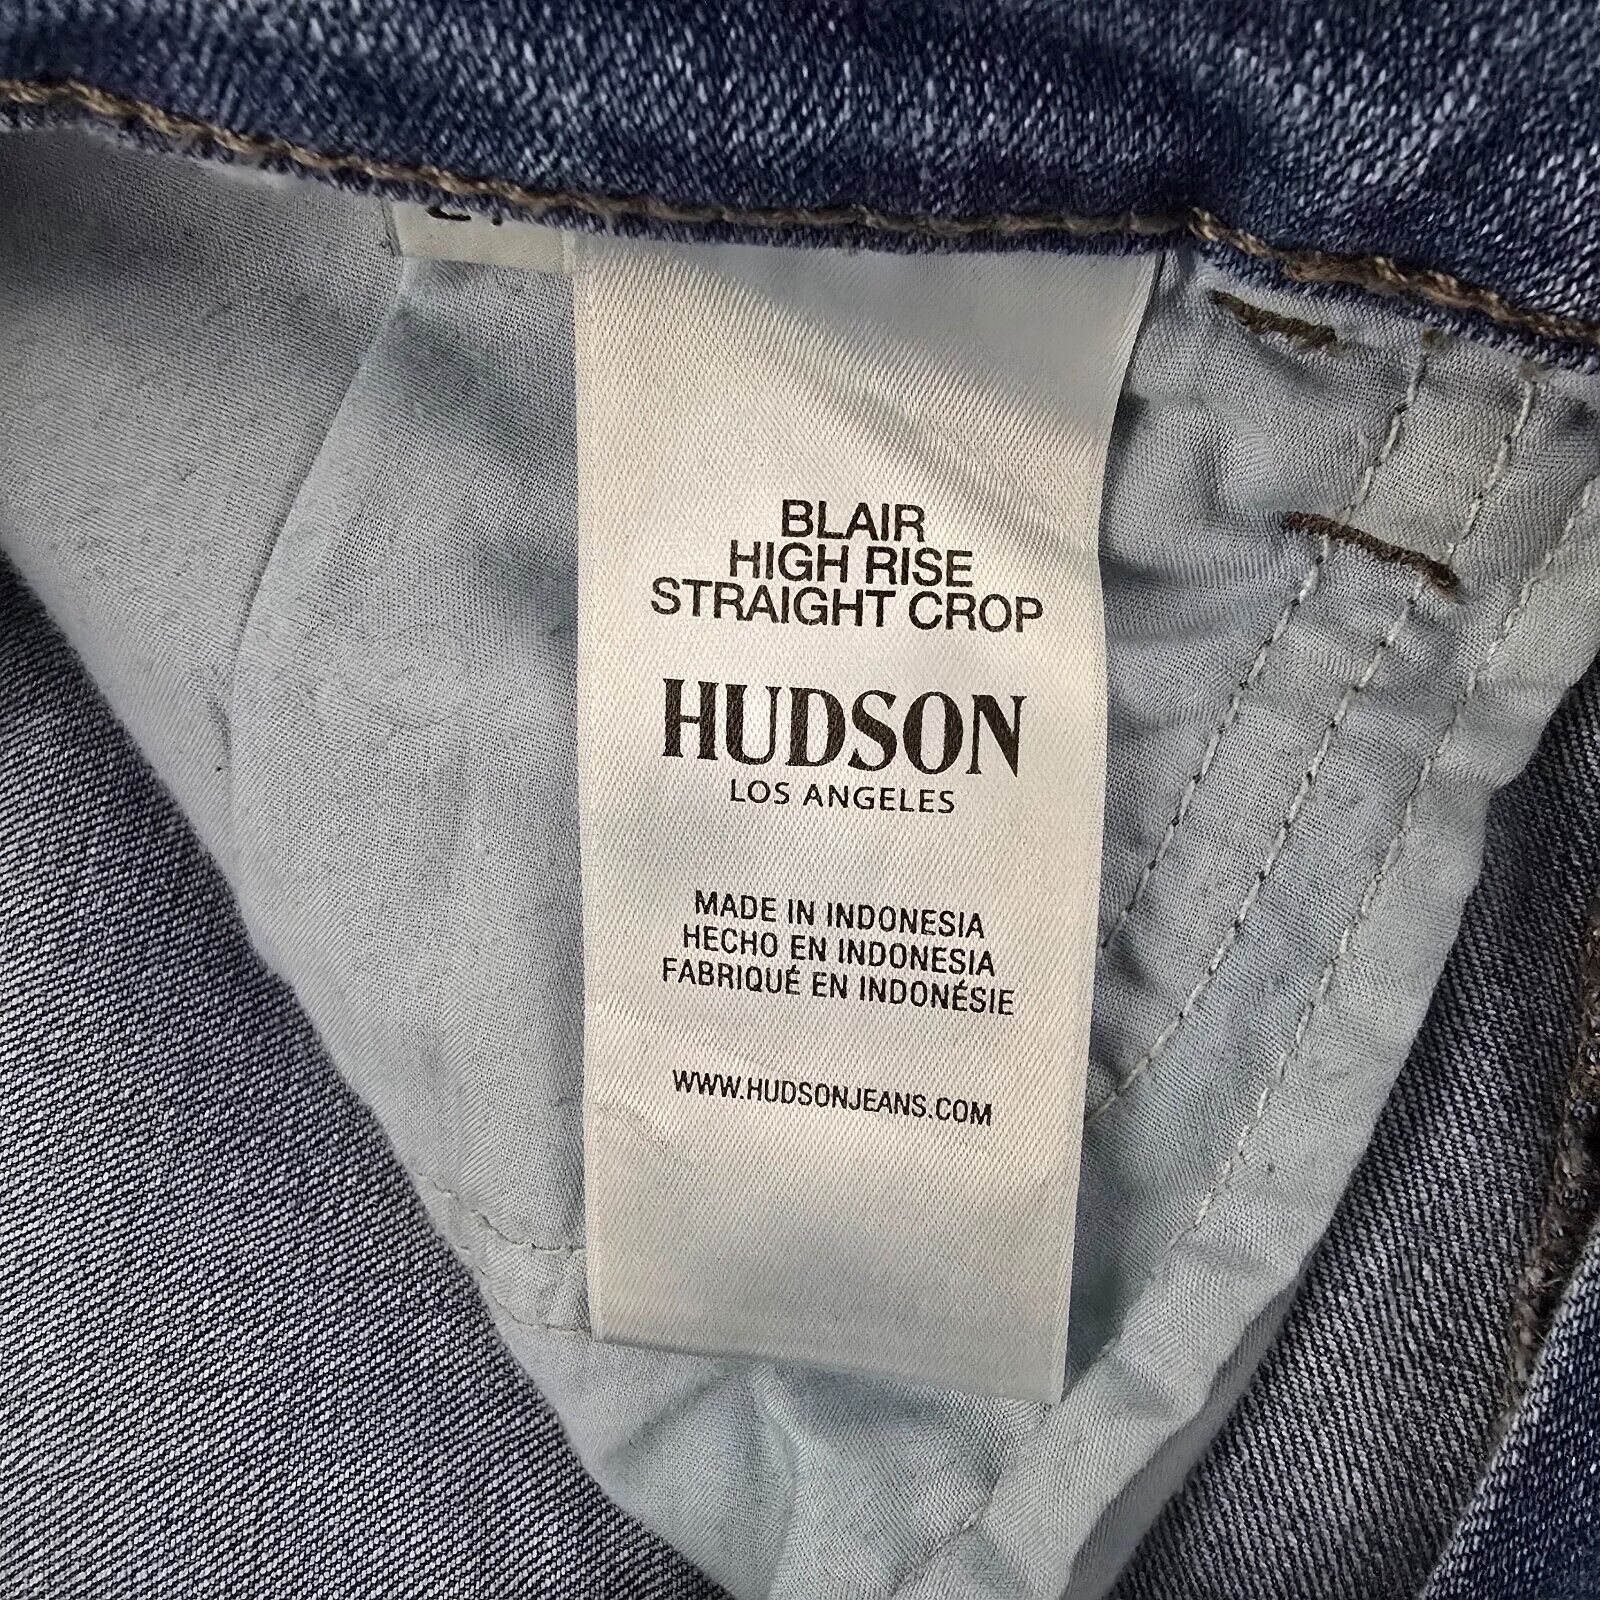 BLAIR
HIGH RISE
STRAIGHT CROP
HUDSON
LOS ANGELES
MADE IN INDONESIA
HECHO EN INDONESIA
FABRIQUÉ EN INDONÉSIE
WWW.HUDSONJEANS.COM